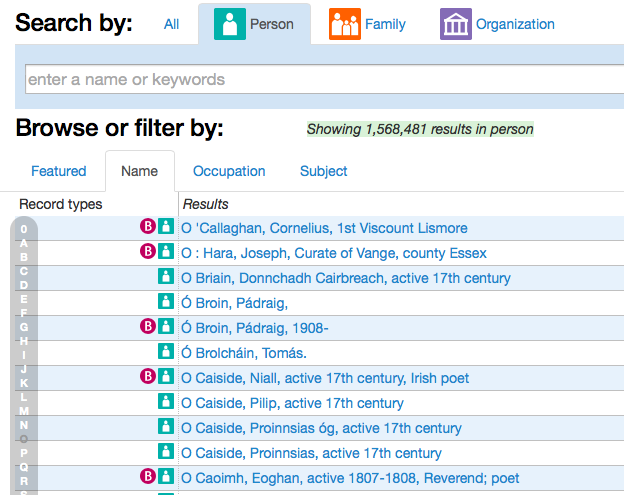 Search by: All Person Family Organization
enter a name or keywords
Browse or filter by: Showing 1,568,481 results in person
Featured Name Occupation Subject
Record types Results
0
A
B
C
D
E
F
G
H
I
J
K
L
M
N
O
P
Q
R
S
B O 'Callaghan, Cornelius, 1st Viscount Lismore
B O : Hara, Joseph, Curate of Vange, county Essex
O Briain, Donnchadh Cairbreach, active 17th century
Ó Broin, Pádraig,
B Ó Broin, Pádraig, 1908-
Ó Brolcháin, Tomás.
B O Caiside, Niall, active 17th century, Irish poet
O Caiside, Pilip, active 17th century
O Caiside, Proinnsias óg, active 17th century
O Caiside, Proinsias, active 17th century
B O Caoimh, Eoghan, active 1807-1808, Reverend; poet